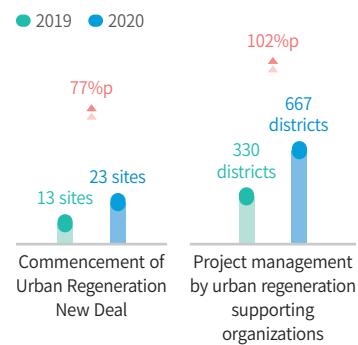 2019 2020
77%p
13 sites
23 sites
Commencement of
Urban Regeneration
New Deal
102%p
330
districts
667
districts
Project management
by urban regeneration
supporting
organizations